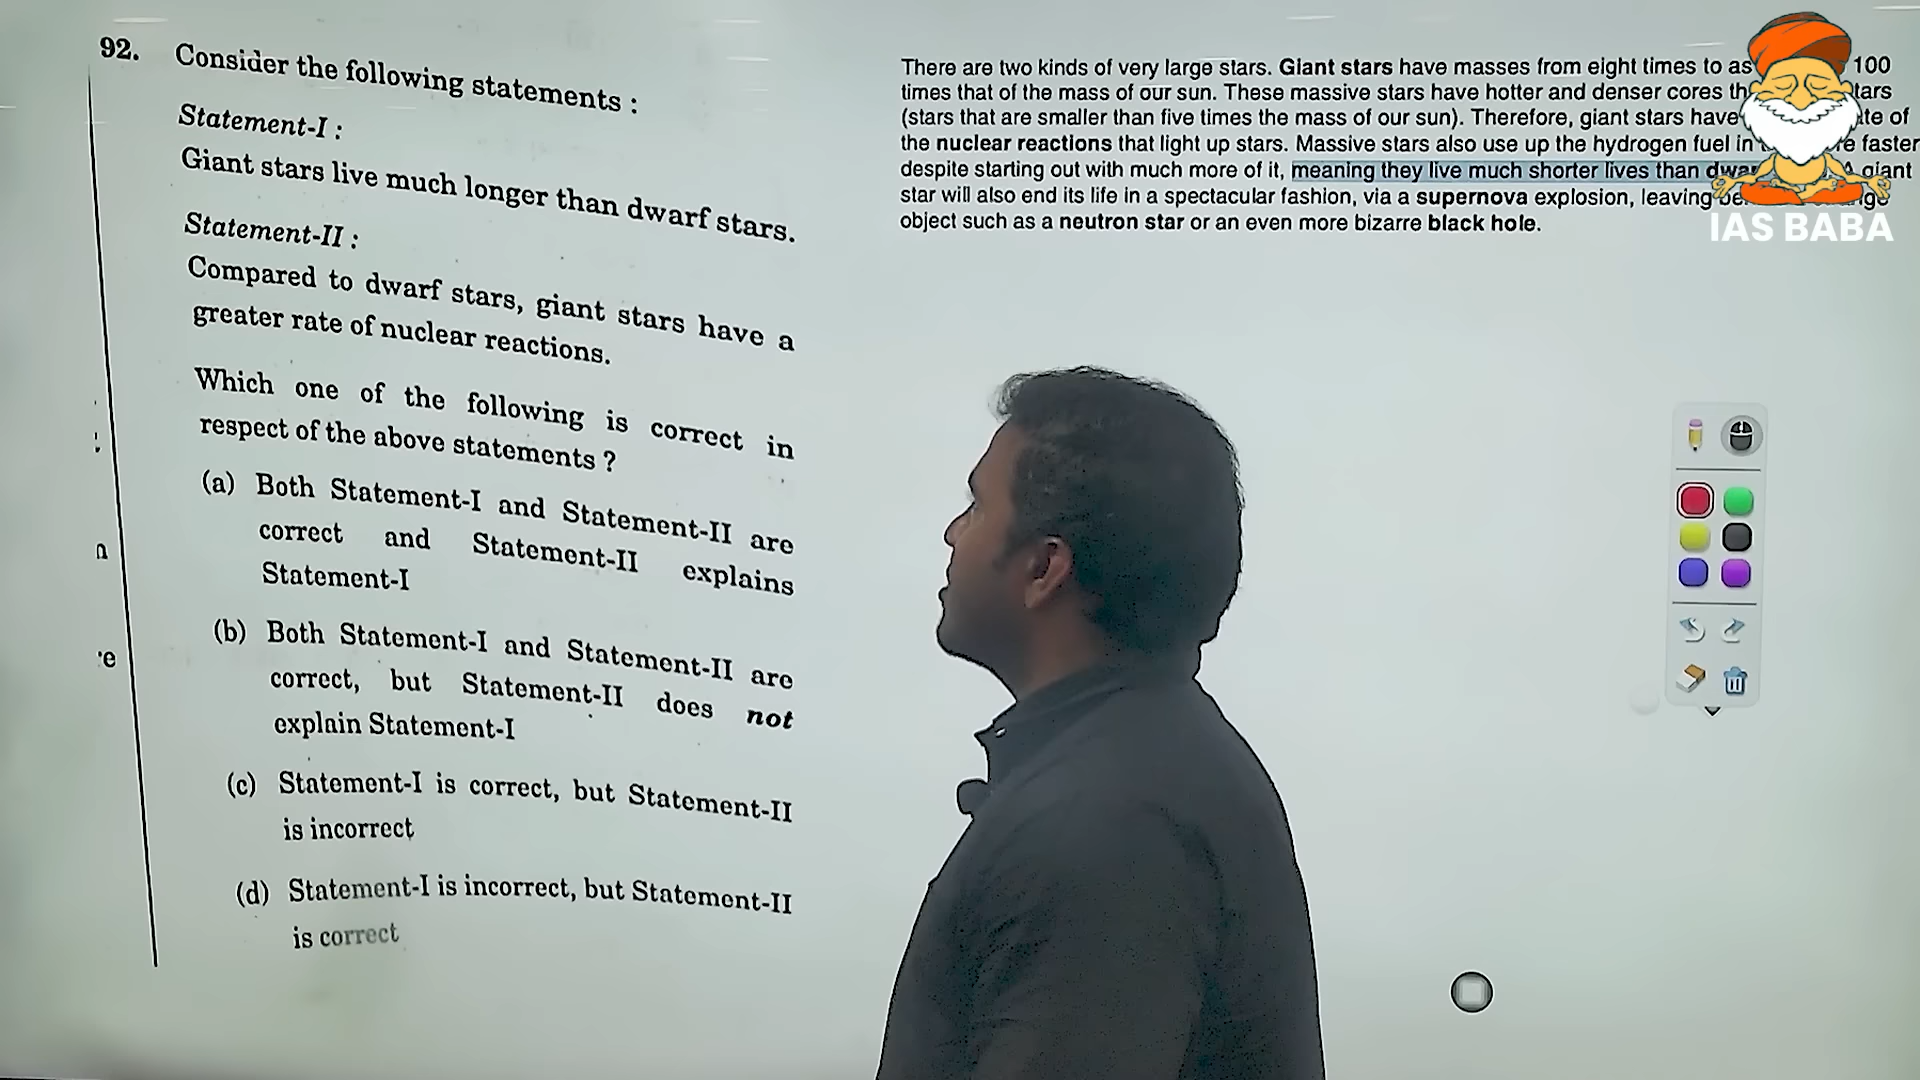 92. Consider the following statements :
Statement-I :
Giant stars live much longer than dwarf stars.
Statement-II :
Compared to dwarf stars, giant stars have a
greater rate of nuclear reactions.
Which one of the following is correct in
respect of the above statements ?
(a) Both Statement-I and Statement-II are
correct and Statement-II explains
Statement-I
(b) Both Statement-I and Statement-II are
correct, but Statement-II does not
explain Statement-I
(c) Statement-I is correct, but Statement-II
is incorrect
(d) Statement-I is incorrect, but Statement-II
is correct
n
'e
There are two kinds of very large stars. Giant stars have masses from eight times to as 100
times that of the mass of our sun. These massive stars have hotter and denser cores
(stars that are smaller than five times the mass of our sun). Therefore, giant stars have of
the nuclear reactions that light up stars. Massive stars also use up the hydrogen fuel in faster
despite starting out with much more of it, meaning they live much shorter lives than giant
star will also end its life in a spectacular fashion, via a supernova explosion, leaving
object such as a neutron star or an even more bizarre black hole.
IAS BABA